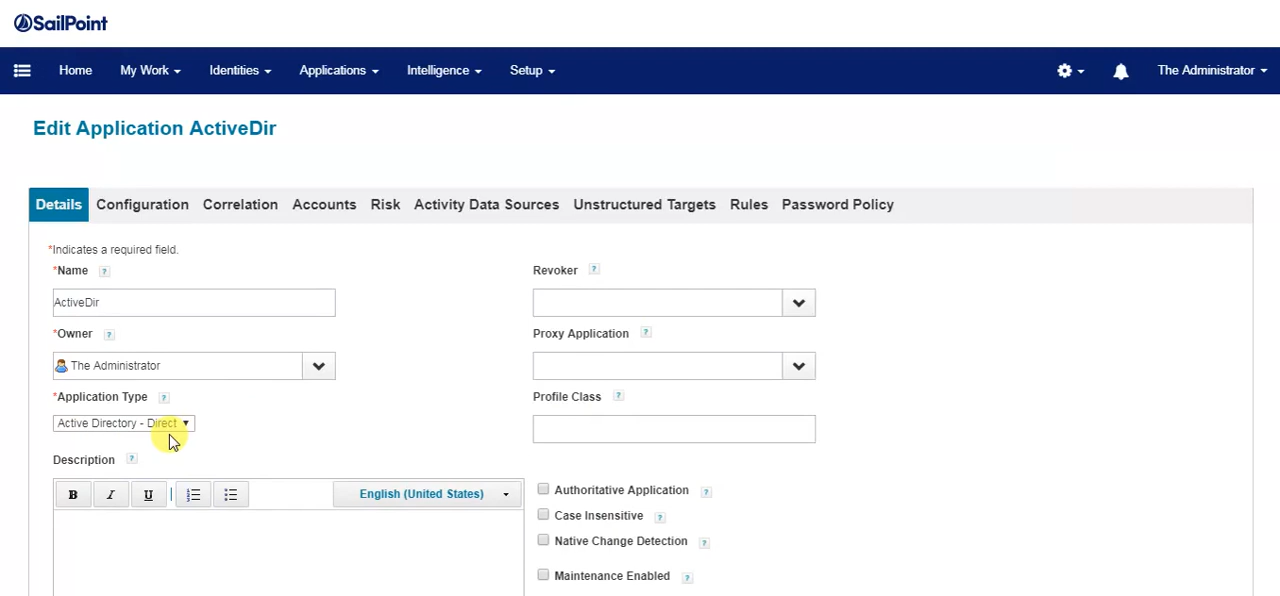 SailPoint
Home My Work Identities Applications Intelligence Setup The Administrator
Edit Application ActiveDir
Details Configuration Correlation Accounts Risk Activity Data Sources Unstructured Targets Rules Password Policy
*Indicates a required field.
*Name ?
Revoker ?
ActiveDir
*Owner ?
Proxy Application ?
The Administrator
*Application Type ?
Profile Class ?
Active Directory - Direct
Description ?
B I U English (United States)
Authoritative Application ?
Case Insensitive ?
Native Change Detection ?
Maintenance Enabled ?